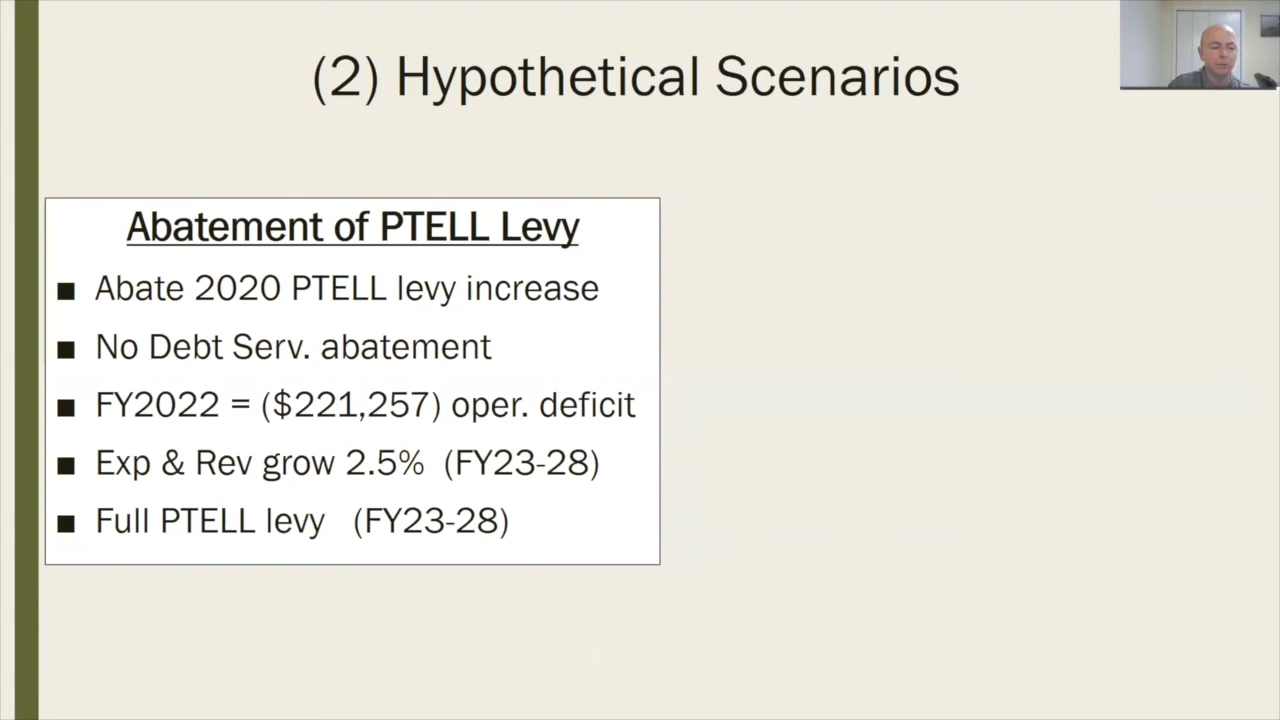 (2) Hypothetical Scenarios
Abatement of PTELL Levy
■ Abate 2020 PTELL levy increase
■ No Debt Serv. abatement
■ FY2022 = ($221,257) oper. deficit
■ Exp & Rev grow 2.5% (FY23-28)
■ Full PTELL levy (FY23-28)